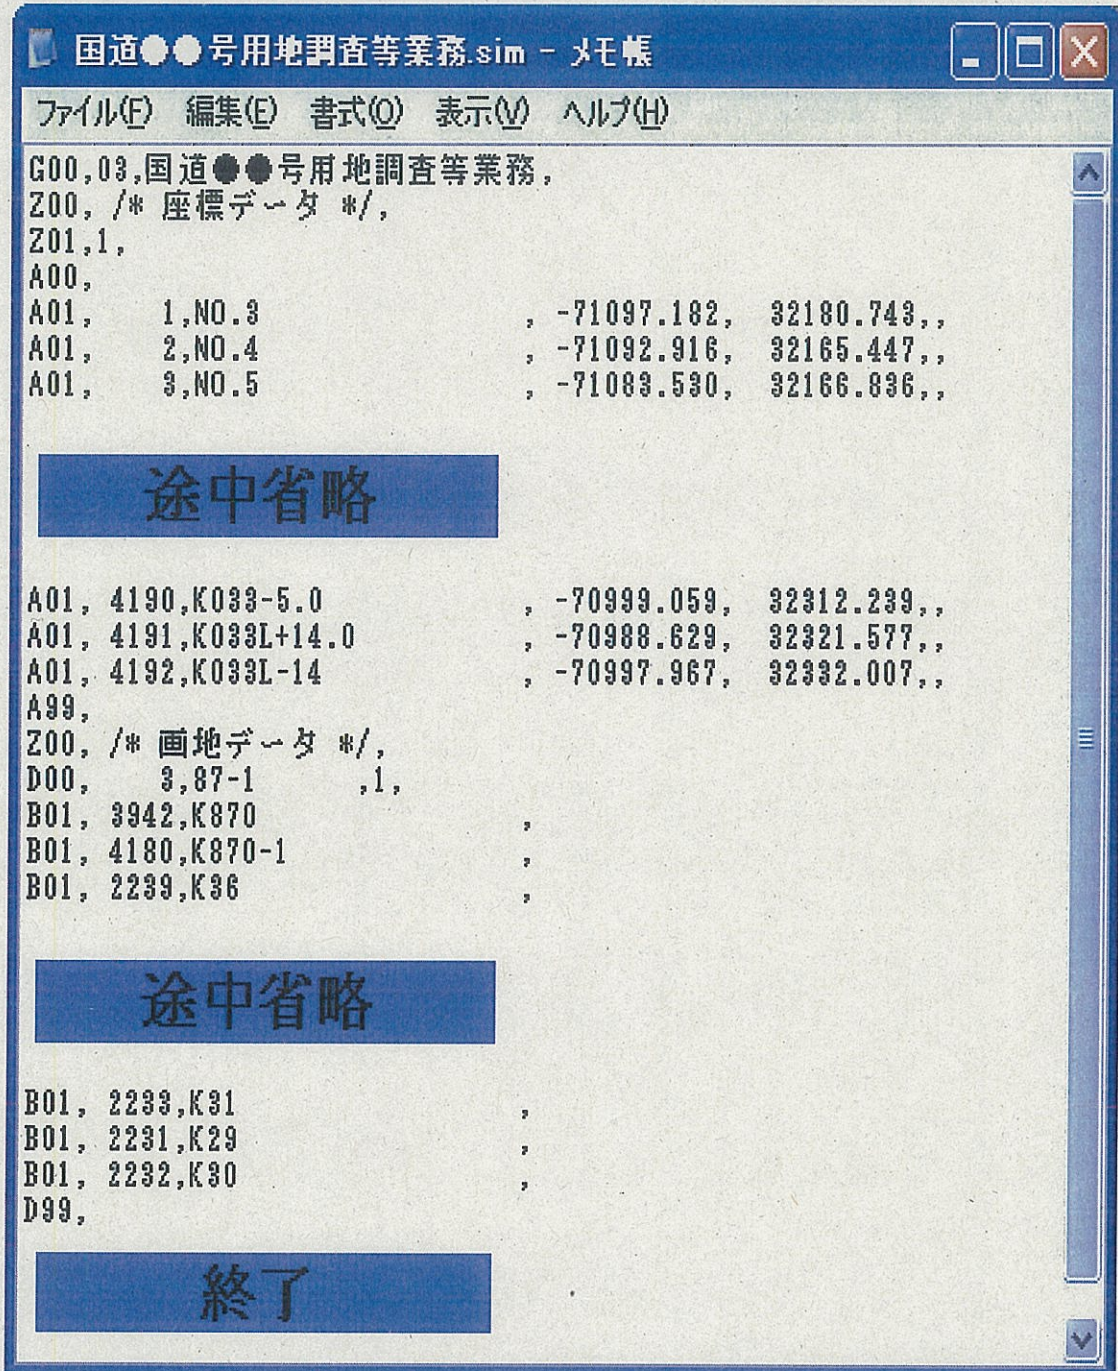 国道●●号用地調査等業務.sim - メモ帳
ファイル(F) 編集(E) 書式(O) 表示(V) ヘルプ(H)
G00,03,国道●●号用地調査等業務,
Z00, /* 座標データ */,
Z01,1,
A00,
A01,    1,NO.3                , -71097.182,  32180.743,,
A01,    2,NO.4                , -71092.916,  32165.447,,
A01,    3,NO.5                , -71083.530,  32166.836,,
途中省略
A01, 4190,K033-5.0            , -70999.059,  32312.239,,
A01, 4191,K033L+14.0          , -70988.629,  32321.577,,
A01, 4192,K033L-14            , -70997.967,  32332.007,,
A99,
Z00, /* 画地データ */,
D00,    3,87-1      ,1,
B01, 3942,K870                ,
B01, 4180,K870-1              ,
B01, 2239,K36                 ,
途中省略
B01, 2233,K31                 ,
B01, 2231,K29                 ,
B01, 2232,K30                 ,
D99,
終了